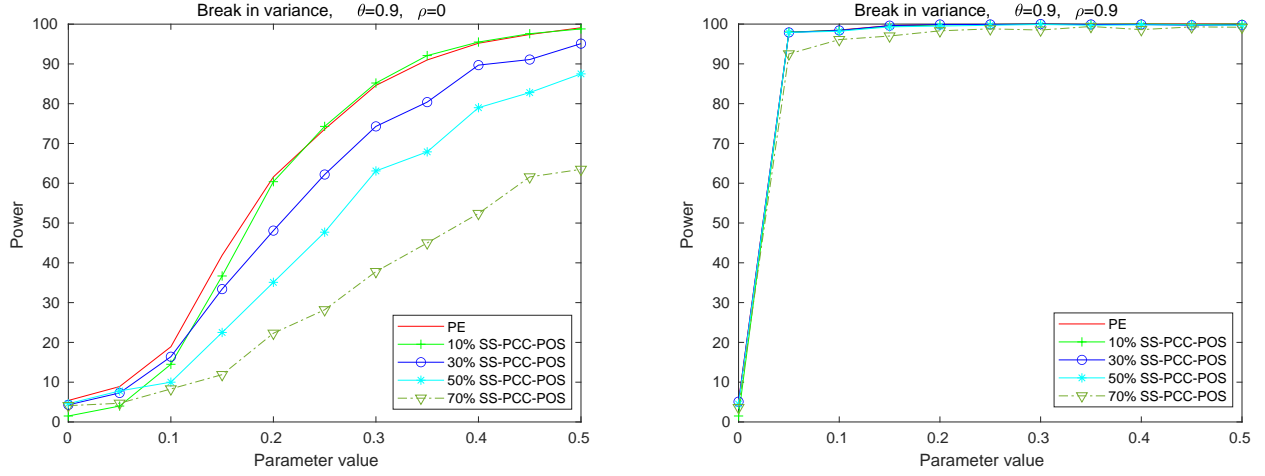 Break in variance, θ=0.9, ρ=0
100
90
80
70
60
50
40
30
20
10
0
Power
0 0.1 0.2 0.3 0.4 0.5
Parameter value
PE
10% SS-PCC-POS
30% SS-PCC-POS
50% SS-PCC-POS
70% SS-PCC-POS
Break in variance, θ=0.9, ρ=0.9
100
90
80
70
60
50
40
30
20
10
0
Power
0 0.1 0.2 0.3 0.4 0.5
Parameter value
PE
10% SS-PCC-POS
30% SS-PCC-POS
50% SS-PCC-POS
70% SS-PCC-POS